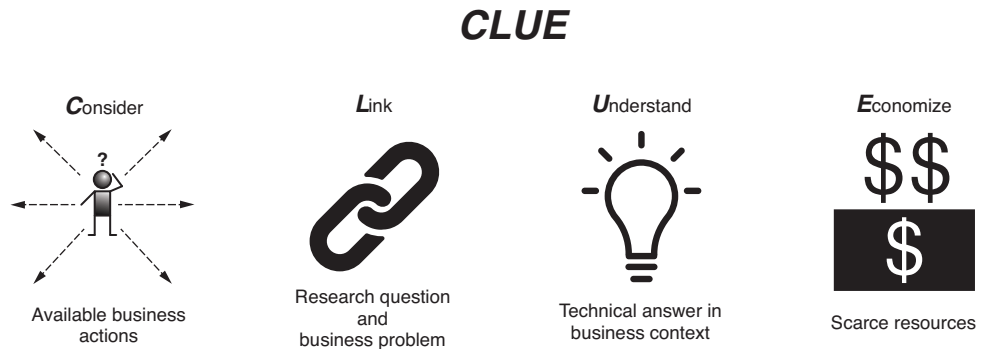 CLUE
Consider
?
Available business
actions
Link
Research question
and
business problem
Understand
Technical answer in
business context
Economize
$$
$
Scarce resources